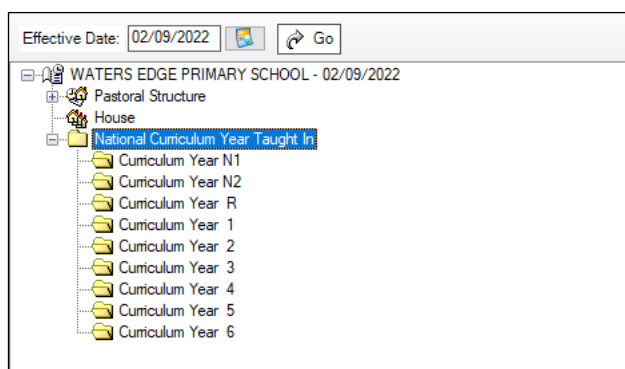 Effective Date: 02/09/2022 Go
WATERS EDGE PRIMARY SCHOOL - 02/09/2022
Pastoral Structure
House
National Curriculum Year Taught In
Curriculum Year N1
Curriculum Year N2
Curriculum Year R
Curriculum Year 1
Curriculum Year 2
Curriculum Year 3
Curriculum Year 4
Curriculum Year 5
Curriculum Year 6